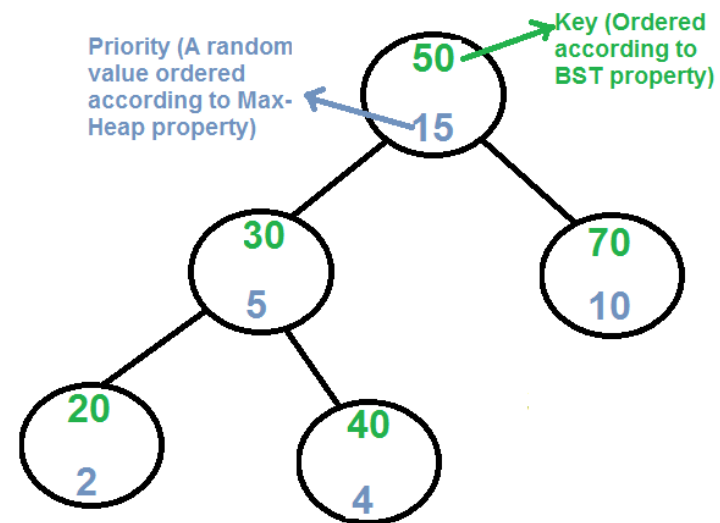 Priority (A random
value ordered
according to Max-
Heap property)
Key (Ordered
according to
BST property)
50
15
30
5
70
10
20
2
40
4